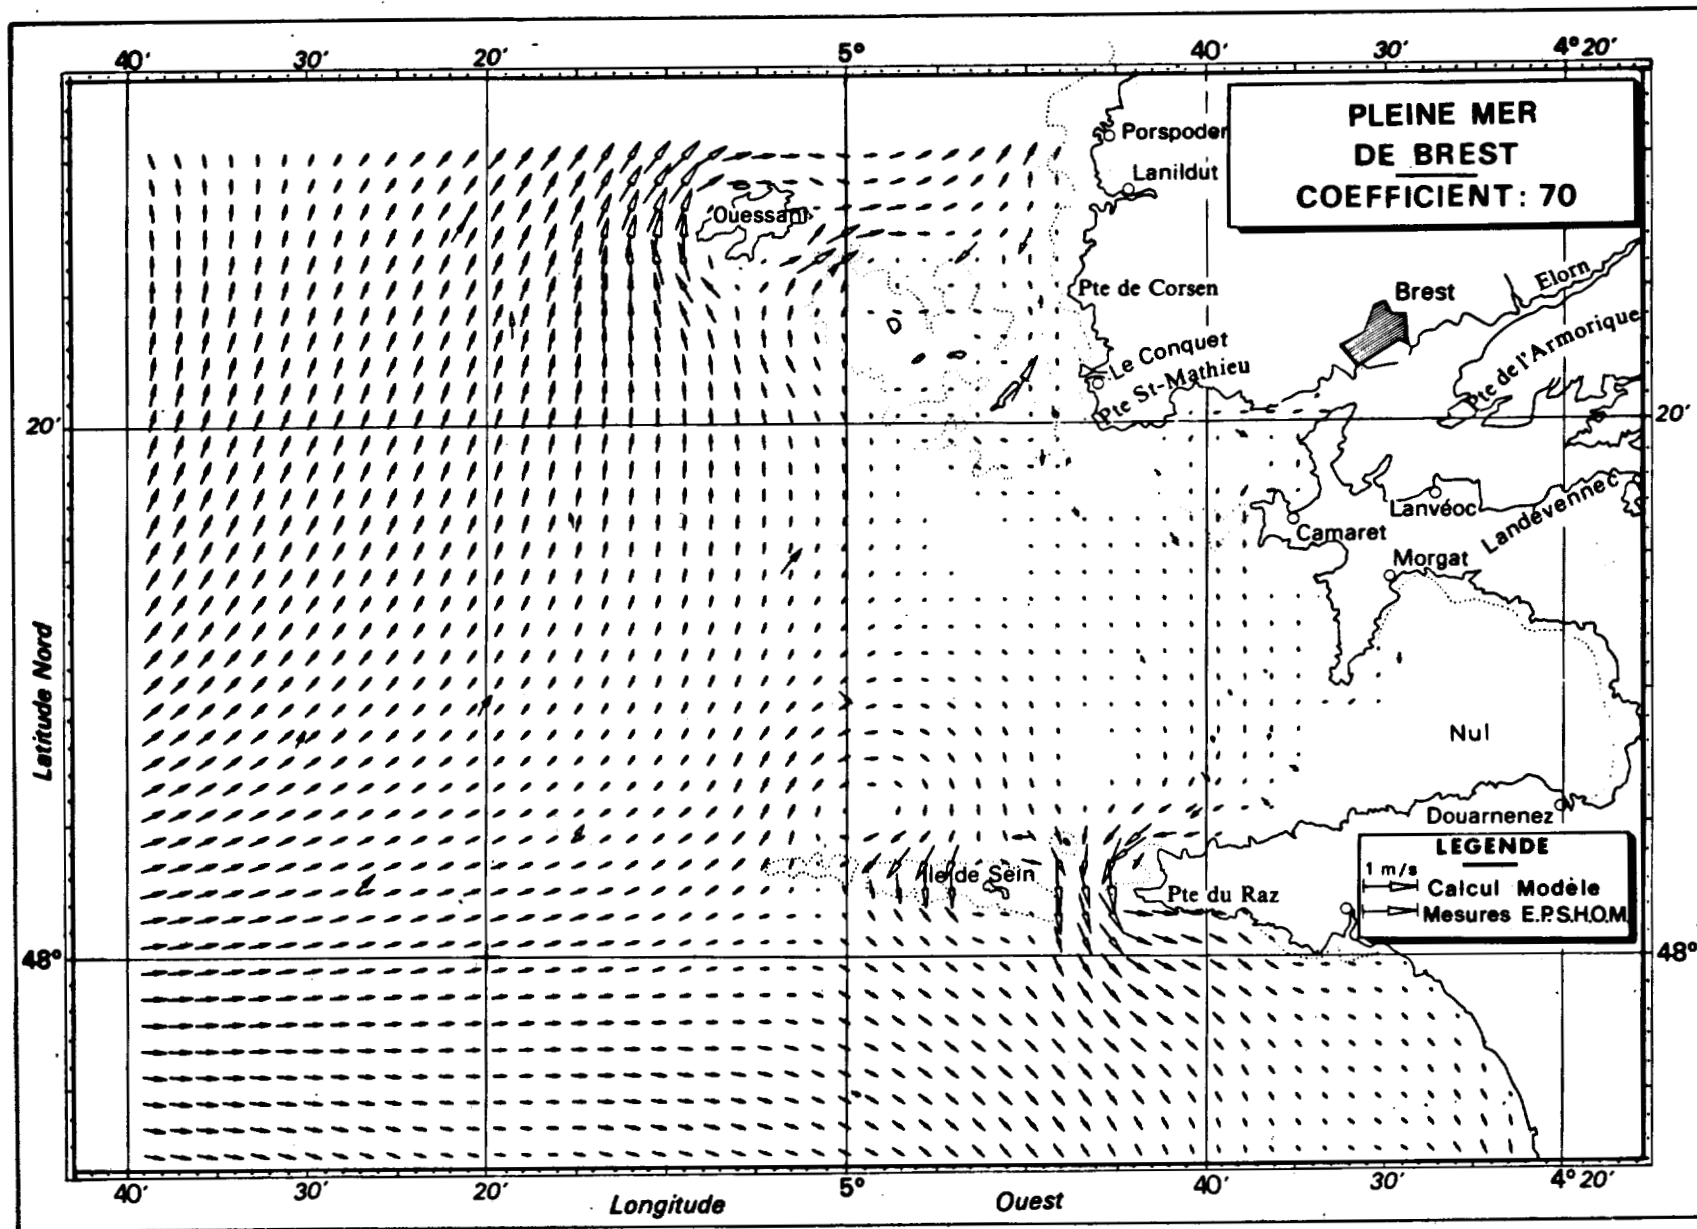 40′ 30′ 20′ 5° 40′ 30′ 4° 20′
PLEINE MER
DE BREST
COEFFICIENT : 70
Porspoder
Lanildut
Ouessant
Pte de Corsen
Brest
Elorn
Le Conquet
Pte St-Mathieu
Pte de l'Armorique
20′ 20′
Lanvéoc
Landévennec
Camaret
Morgat
Latitude Nord
Nul
Douarnenez
LEGENDE
1 m/s
Calcul Modèle
Mesures E.P.S.H.O.M.
Ile de Sein
Pte du Raz
48° 48°
40′ 30′ 20′ 5° 40′ 30′ 4° 20′
Longitude Ouest